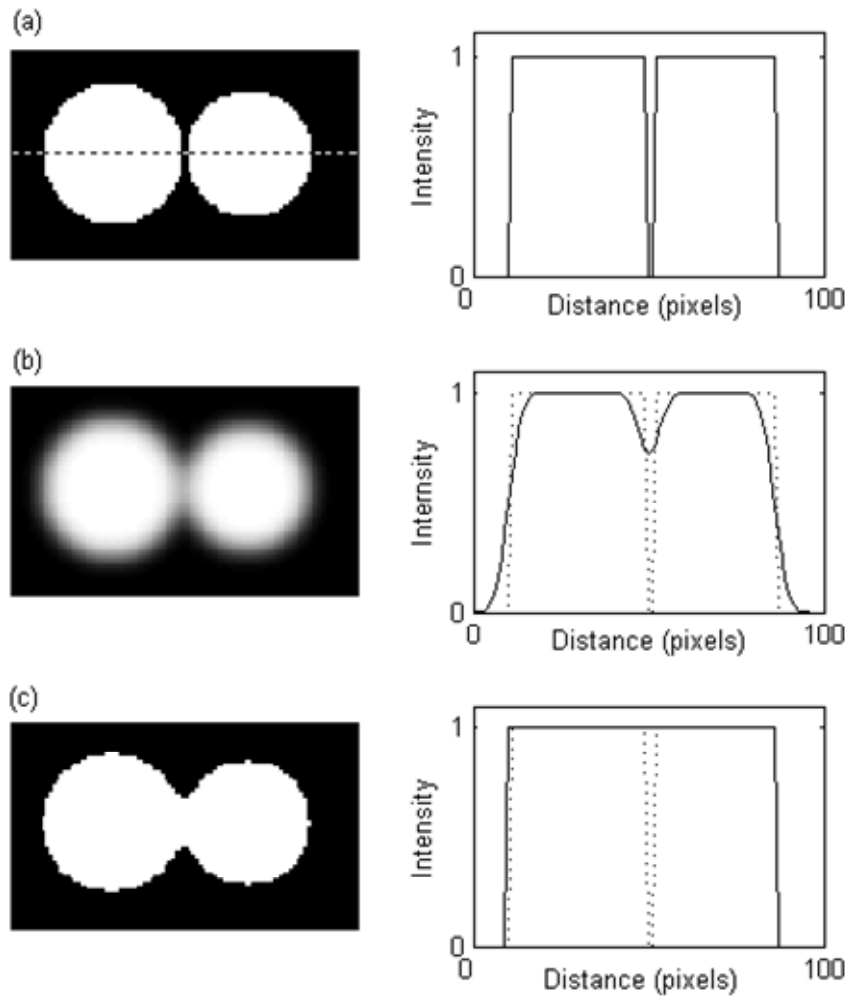 (a)
1
Intensity
0
0
Distance (pixels)
100
(b)
1
Internsity
0
0
Distance (pixels)
100
(c)
1
Intensity
0
0
Distance (pixels)
100